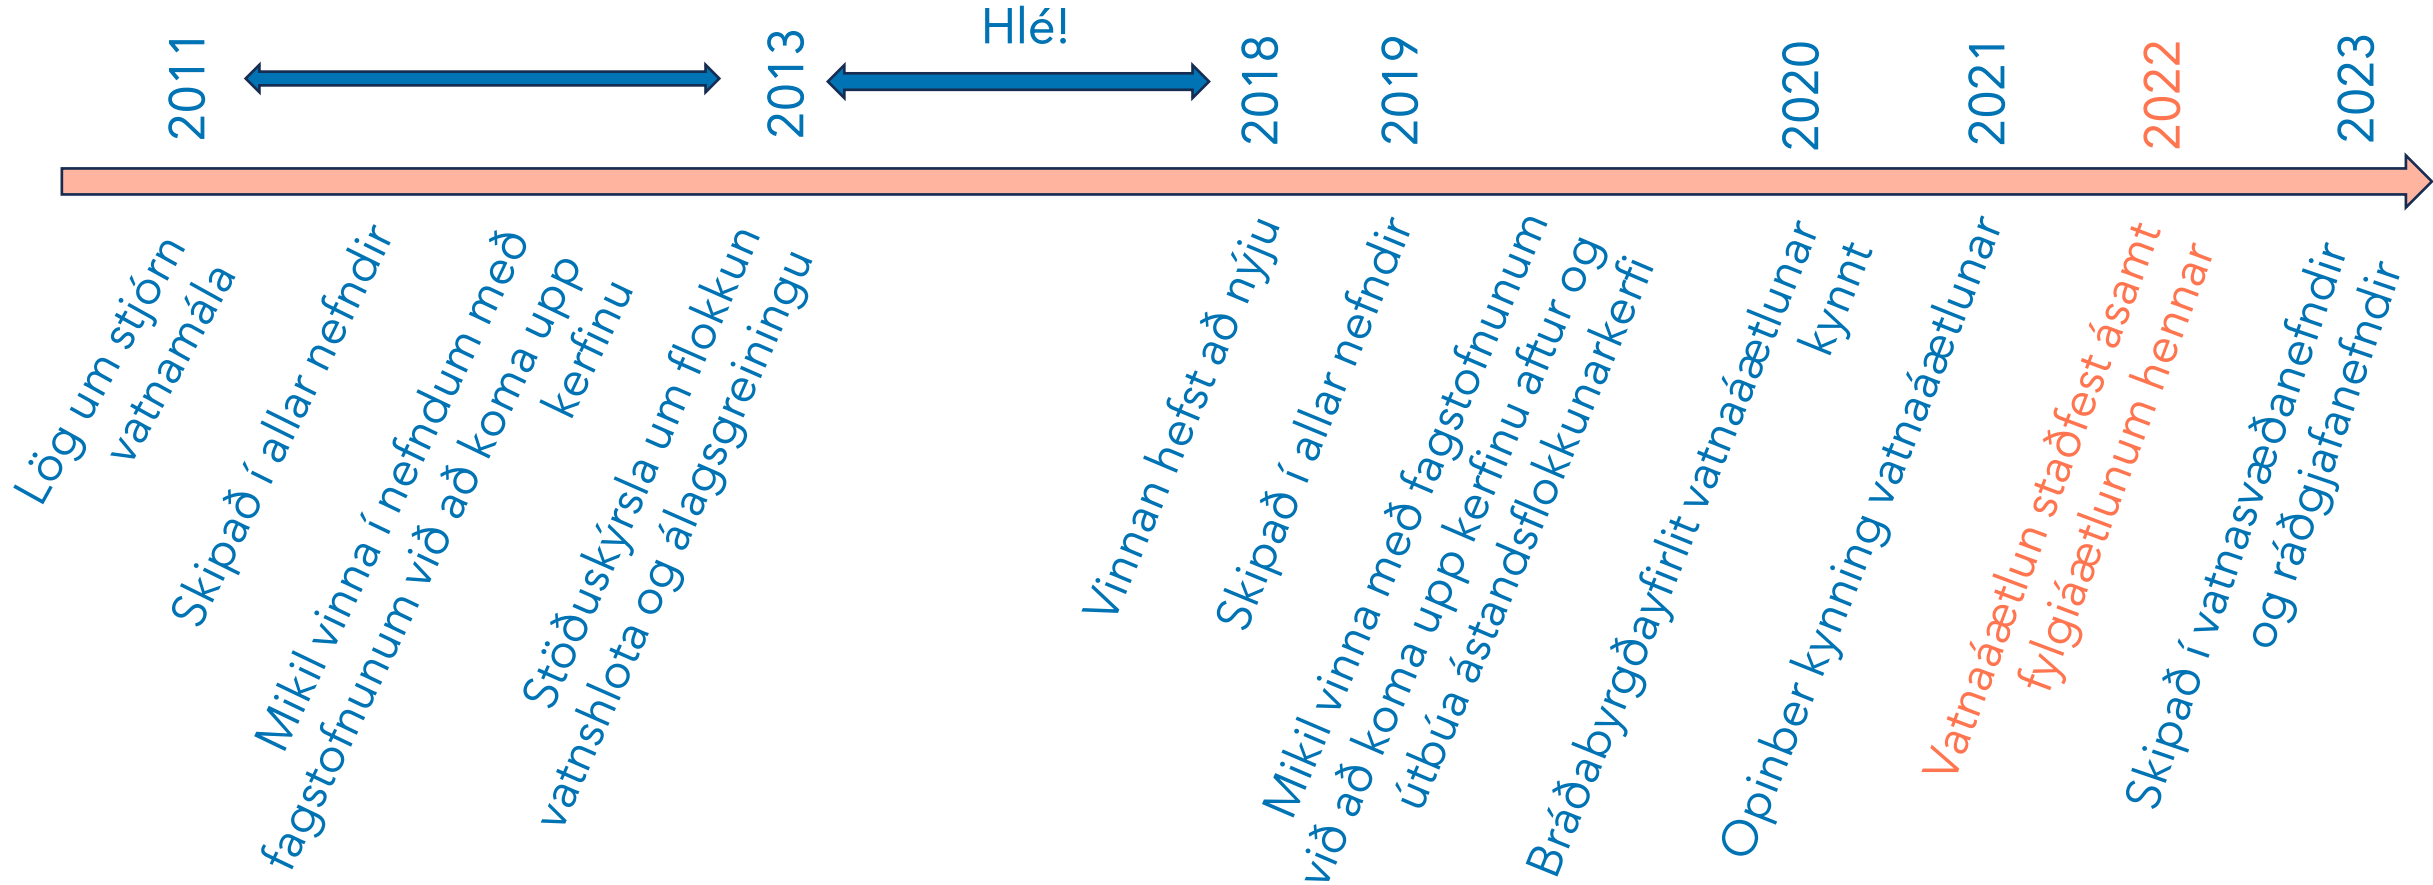 2011
2013
Hlé!
2018
2019
2020
2021
2022
2023
Lög um stjórn
vatnamála
Skipað í allar nefndir
Mikil vinna í nefndum með
fagstofnunum við að koma upp
kerfinu
Stöðuskýrsla um flokkun
vatnshlota og álagsgreiningu
Vinnan hefst að nýju
Skipað í allar nefndir
Mikil vinna með fagstofnunum
við að koma upp kerfinu aftur og
útbúa ástandsflokkunarkerfi
Bráðabyrgðayfirlit vatnááætlunar
kynnt
Opinber kynning vatnááætlunar
Vatnááætlun staðfest ásamt
fylgiáætlunum hennar
Skipað í vatnasvæðanefndir
og ráðgjafanefndir